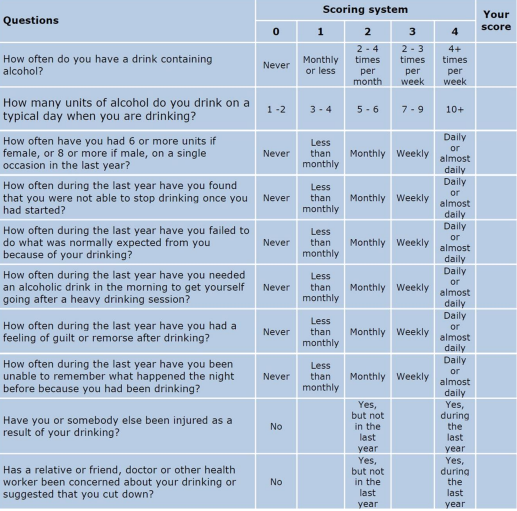 Questions
Scoring system
Your
score
0 1 2 3 4
How often do you have a drink containing
alcohol?
Never
Monthly
or less
2 - 4
times
per
month
2 - 3
times
per
week
4+
times
per
week
How many units of alcohol do you drink on a
typical day when you are drinking?
1 -2
3 - 4
5 - 6
7 - 9
10+
How often have you had 6 or more units if
female, or 8 or more if male, on a single
occasion in the last year?
Never
Less
than
monthly
Monthly
Weekly
Daily
or
almost
daily
How often during the last year have you found
that you were not able to stop drinking once you
had started?
Never
Less
than
monthly
Monthly
Weekly
Daily
or
almost
daily
How often during the last year have you failed to
do what was normally expected from you
because of your drinking?
Never
Less
than
monthly
Monthly
Weekly
Daily
or
almost
daily
How often during the last year have you needed
an alcoholic drink in the morning to get yourself
going after a heavy drinking session?
Never
Less
than
monthly
Monthly
Weekly
Daily
or
almost
daily
How often during the last year have you had a
feeling of guilt or remorse after drinking?
Never
Less
than
monthly
Monthly
Weekly
Daily
or
almost
daily
How often during the last year have you been
unable to remember what happened the night
before because you had been drinking?
Never
Less
than
monthly
Monthly
Weekly
Daily
or
almost
daily
Have you or somebody else been injured as a
result of your drinking?
No
Yes,
but not
in the
last
year
Yes,
during
the
last
year
Has a relative or friend, doctor or other health
worker been concerned about your drinking or
suggested that you cut down?
No
Yes,
but not
in the
last
year
Yes,
during
the
last
year